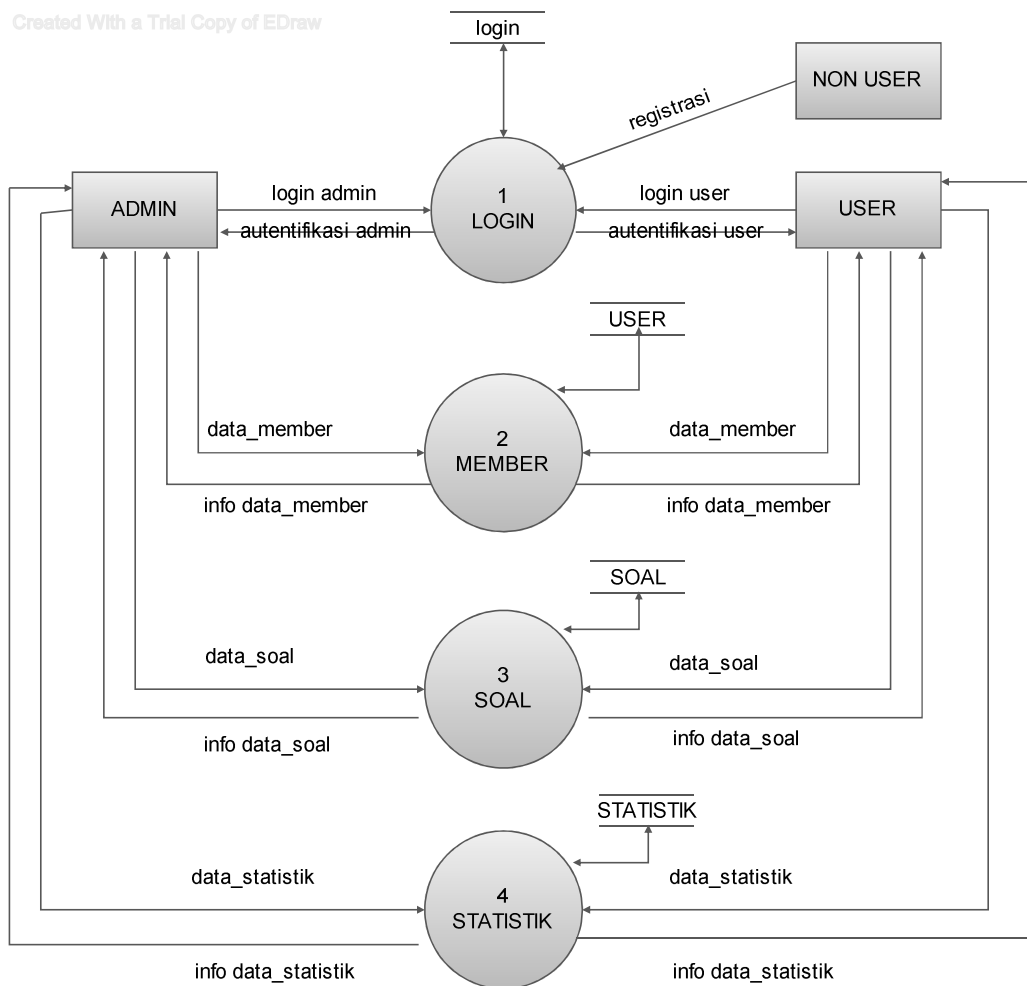 Created With a Trial Copy of EDraw
login
NON USER
registrasi
ADMIN
login admin
autentifikasi admin
1
LOGIN
login user
autentifikasi user
USER
USER
data_member
2
MEMBER
data_member
info data_member
info data_member
SOAL
data_soal
3
SOAL
data_soal
info data_soal
info data_soal
STATISTIK
data_statistik
4
STATISTIK
data_statistik
info data_statistik
info data_statistik